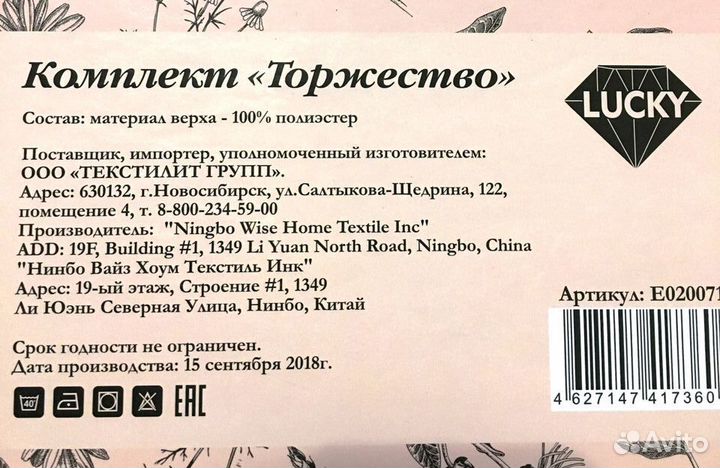 Комплект «Торжество»
LUCKY
Состав: материал верха - 100% полиэстер
Поставщик, импортер, уполномоченный изготовителем:
ООО «ТЕКСТИЛИТ ГРУПП».
Адрес: 630132, г.Новосибирск, ул.Салтыкова-Щедрина, 122,
помещение 4, т. 8-800-234-59-00
Производитель: "Ningbo Wise Home Textile Inc"
ADD: 19F, Building #1, 1349 Li Yuan North Road, Ningbo, China
"Нинбо Вайз Хоум Текстиль Инк"
Адрес: 19-ый этаж, Строение #1, 1349
Ли Юэнь Северная Улица, Нинбо, Китай
Артикул: E020071
Срок годности не ограничен.
Дата производства: 15 сентября 2018г.
40°
EAC
4 627147 417360
Avito